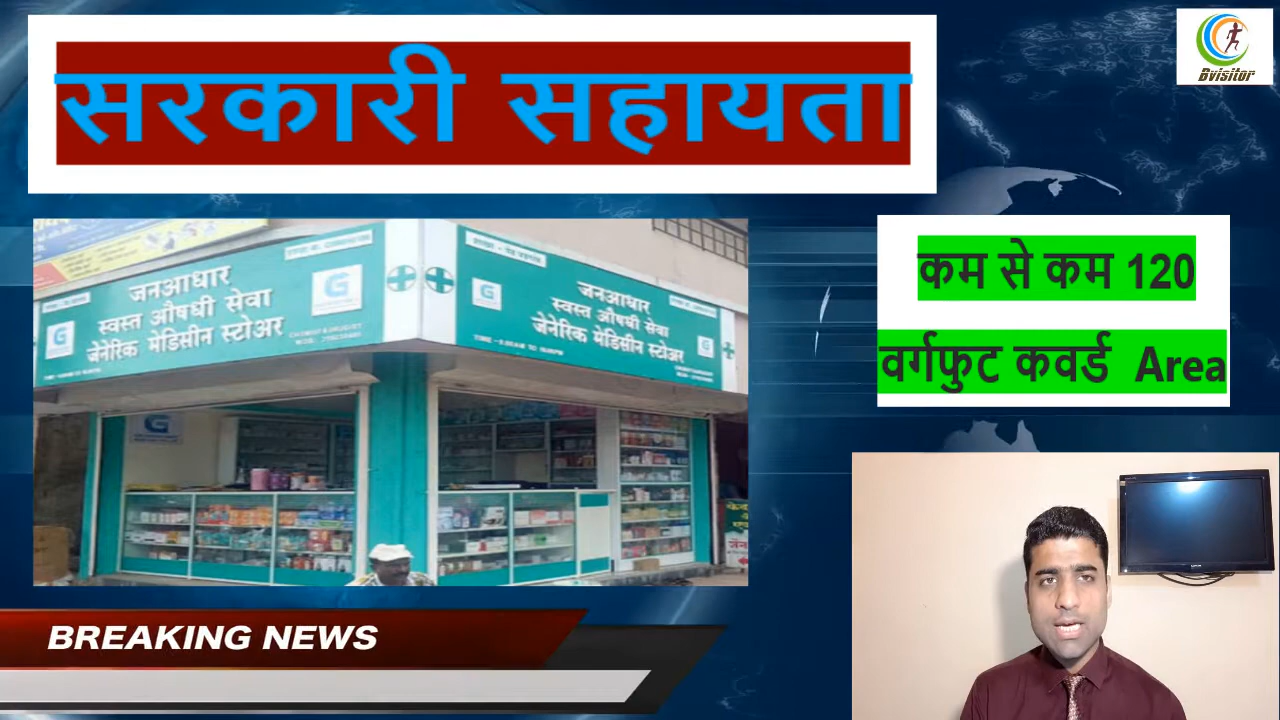 सरकारी सहायता
Bvisitor
कम से कम 120
वर्गफुट कवर्ड Area
जनआधार
स्वस्त औषधी सेवा
जेनेरिक मेडिसीन स्टोअर
जनआधार
स्वस्त औषधी सेवा
जेनेरिक मेडिसीन स्टोअर
BREAKING NEWS